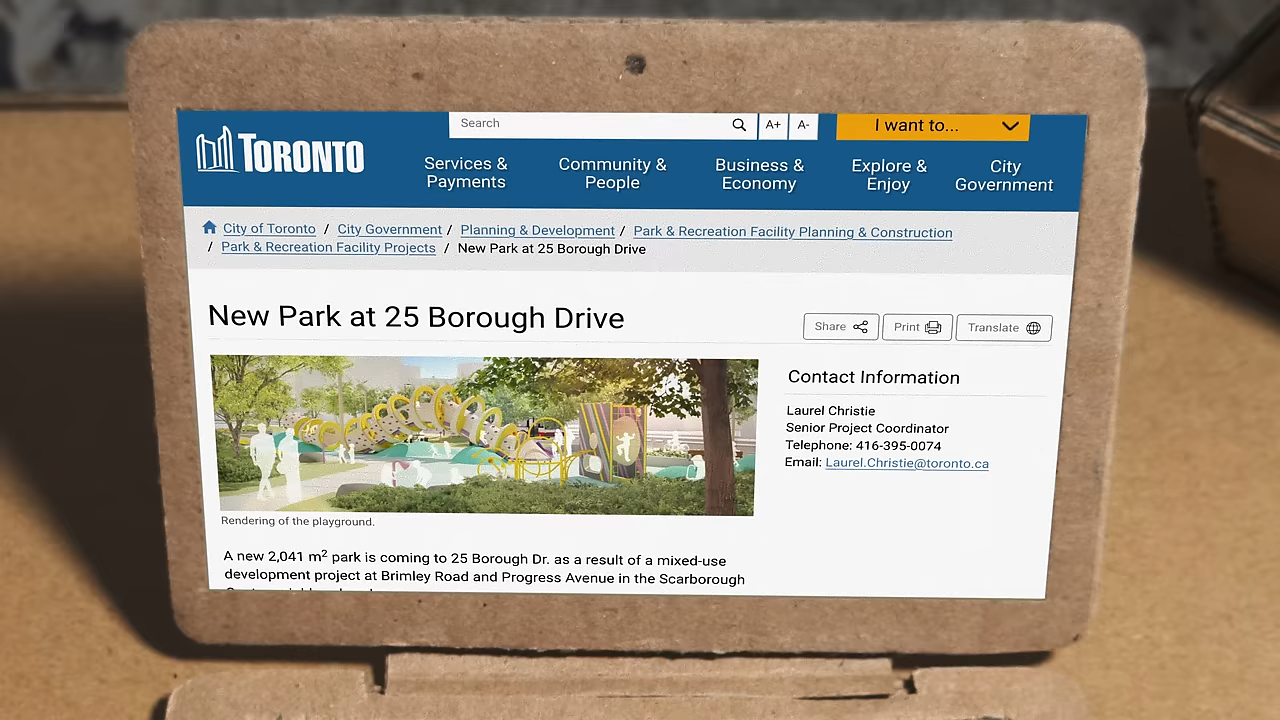 Search
A+
A-
I want to...
TORONTO
Services &
Payments
Community &
People
Business &
Economy
Explore &
Enjoy
City
Government
City of Toronto / City Government / Planning & Development / Park & Recreation Facility Planning & Construction
/ Park & Recreation Facility Projects / New Park at 25 Borough Drive
New Park at 25 Borough Drive
Share
Print
Translate
Rendering of the playground.
A new 2,041 m² park is coming to 25 Borough Dr. as a result of a mixed-use
development project at Brimley Road and Progress Avenue in the Scarborough
Contact Information
Laurel Christie
Senior Project Coordinator
Telephone: 416-395-0074
Email: Laurel.Christie@toronto.ca